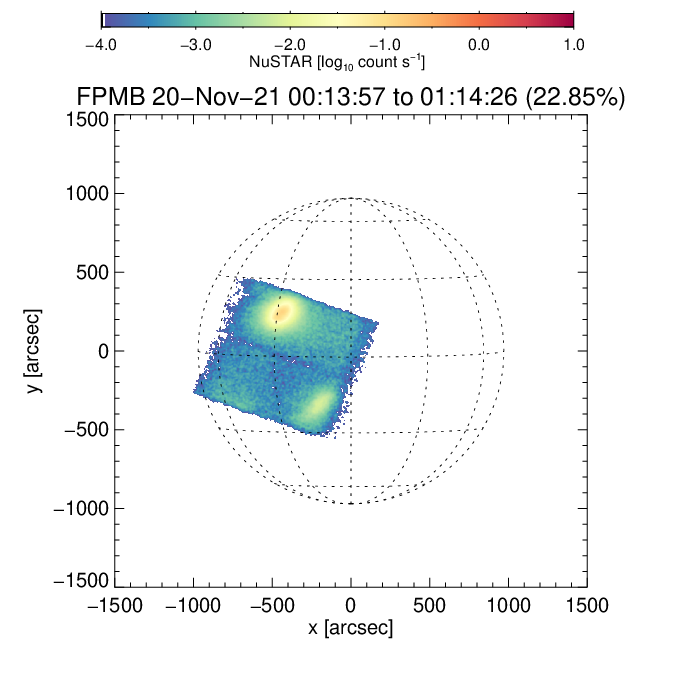 −4.0 −3.0 −2.0 −1.0 0.0 1.0
NuSTAR [log₁₀ count s⁻¹]
FPMB 20−Nov−21 00:13:57 to 01:14:26 (22.85%)
1500
1000
500
0
−500
−1000
−1500
y [arcsec]
−1500 −1000 −500 0 500 1000 1500
x [arcsec]